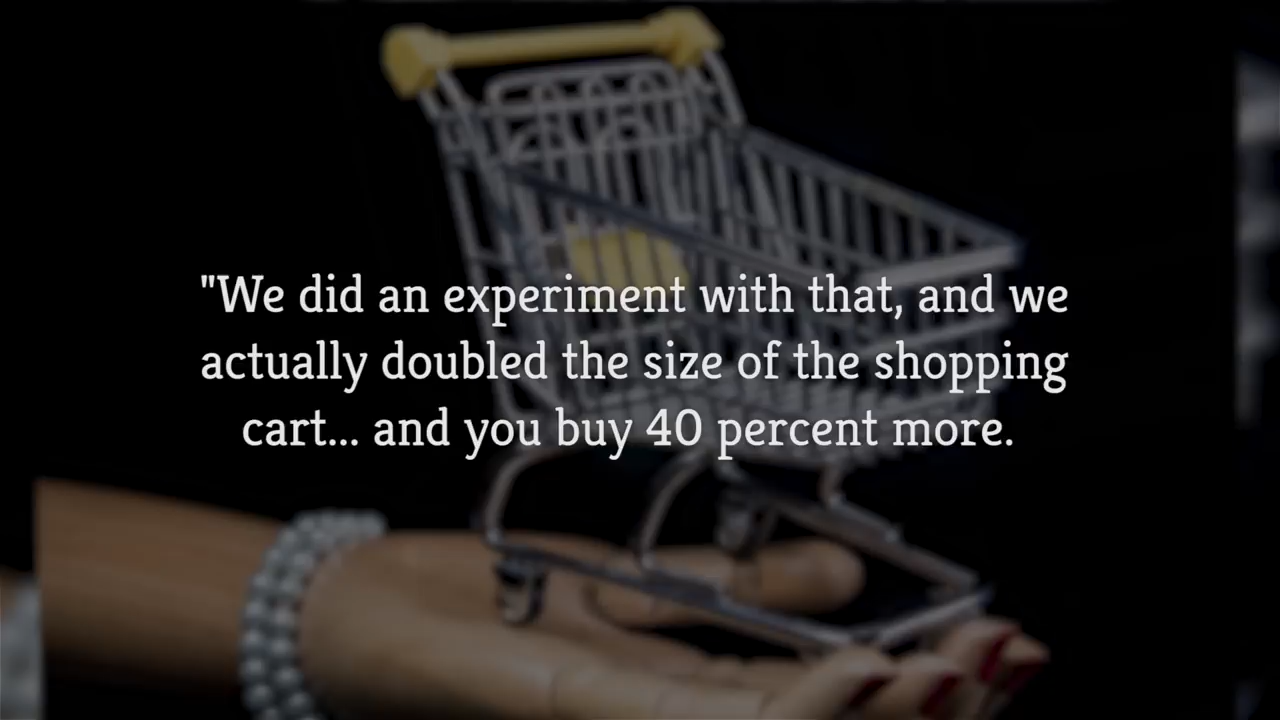 "We did an experiment with that, and we
actually doubled the size of the shopping
cart... and you buy 40 percent more.